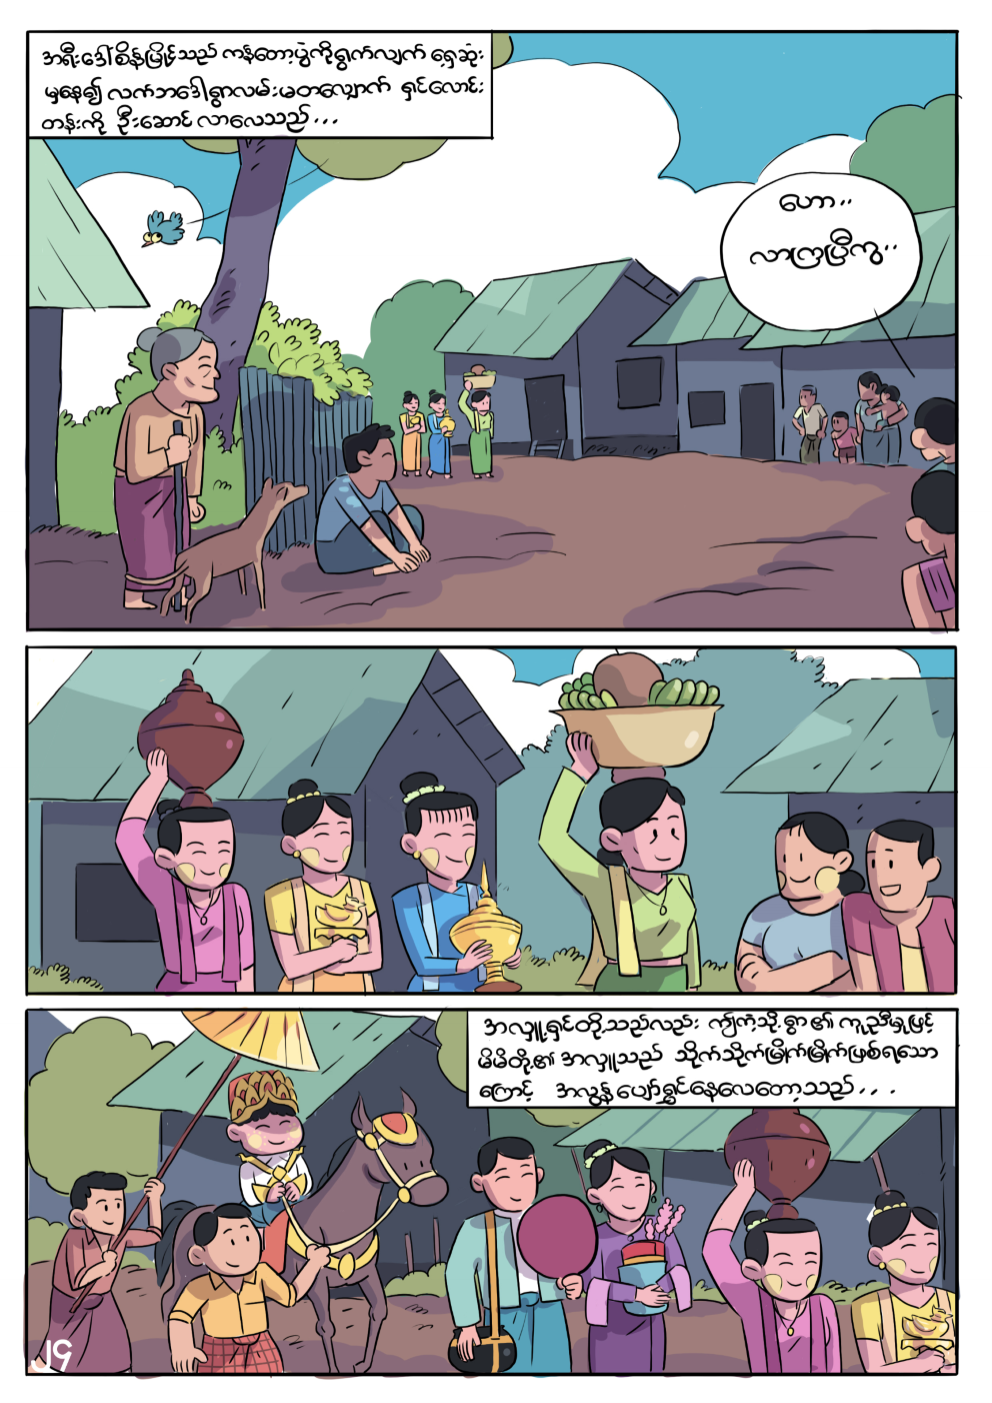 အရီးဒေါ်စိန်မြိုင်သည် ကန်တော့ပွဲကိုရွက်လျက် ရှေ့ဆုံး
မှနေ၍ လက်ဘဒေါရွာလမ်းမတလျှောက် ရှင်လောင်း
တန်းကို ဦးဆောင် လာလေသည်...
ဟော..
လာကြပြီကွ..
အလှူ့ရှင်တို့သည်လည်း ကျိုကဲ့သို့ရွာ၏ ကူညီမှုဖြင့်
မိမိတို့၏ အလှူသည် သိုက်သိုက်မြိုက်မြိုက်ဖြစ်ရသော
ကြောင့် အလွန် ပျော်ရွှင်နေလေတော့သည်...
၂၄